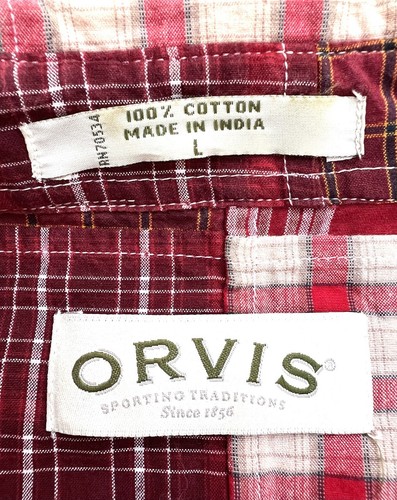 100% COTTON
MADE IN INDIA
L
RN70534
ORVIS®
SPORTING TRADITIONS
Since 1856